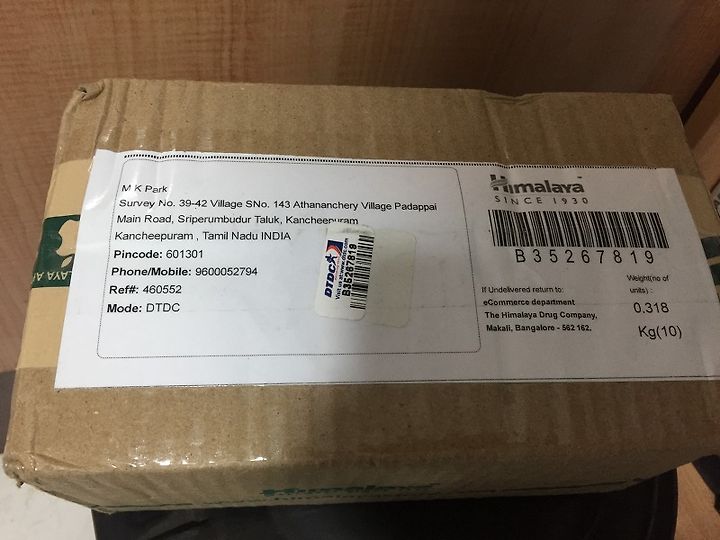 M K Park
Survey No. 39-42 Village SNo. 143 Athananchery Village Padappai
Main Road, Sriperumbudur Taluk, Kancheepuram
Kancheepuram , Tamil Nadu INDIA
Pincode: 601301
Phone/Mobile: 9600052794
Ref#: 460552
Mode: DTDC
DTDC
B35267819
Himalaya
SINCE 1930
B35267819
If Undelivered return to:
eCommerce department
The Himalaya Drug Company,
Makali, Bangalore - 562 162.
Weight(no of
units) :
0.318
Kg(10)
Himalaya